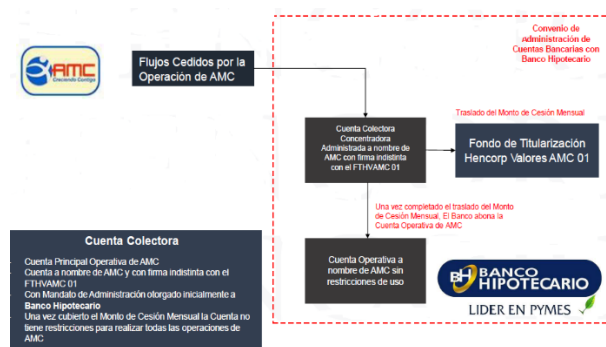 Convenio de
Administración de
Cuentas Bancarias con
Banco Hipotecario
AMC
Creciendo Contigo
Flujos Cedidos por la
Operación de AMC
Traslado del Monto de Cesión Mensual
Cuenta Colectora
Concentradora
Administrada a nombre de
AMC con firma indistinta
con el FTHVAMC 01
Fondo de Titularización
Hencorp Valores AMC 01
Una vez completado el traslado del Monto
de Cesión Mensual, El Banco abona la
Cuenta Operativa de AMC
Cuenta Operativa a
nombre de AMC sin
restricciones de uso
Cuenta Colectora
Cuenta Principal Operativa de AMC
Cuenta a nombre de AMC y con firma indistinta con el
FTHVAMC 01
Con Mandato de Administración otorgado inicialmente a
Banco Hipotecario
Una vez cubierto el Monto de Cesión Mensual la Cuenta no
tiene restricciones para realizar todas las operaciones de
AMC
BH BANCO
HIPOTECARIO
LIDER EN PYMES